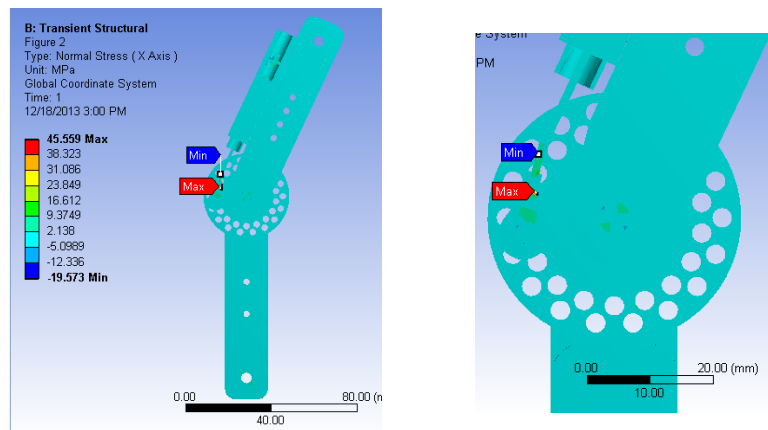 B: Transient Structural
Figure 2
Type: Normal Stress ( X Axis )
Unit: MPa
Global Coordinate System
Time: 1
12/18/2013 3:00 PM
45.559 Max
38.323
31.086
23.849
16.612
9.3749
2.138
-5.0989
-12.336
-19.573 Min
Min
Max
0.00
80.00 (
40.00
System
PM
Min
Max
0.00
20.00 (mm)
10.00